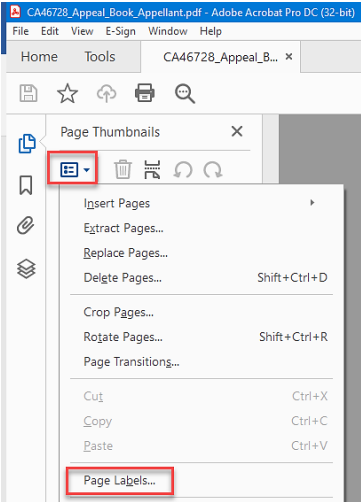 CA46728_Appeal_Book_Appellant.pdf - Adobe Acrobat Pro DC (32-bit)
File Edit View E-Sign Window Help
Home Tools CA46728_Appeal_B... ×
Page Thumbnails
Insert Pages
Extract Pages...
Replace Pages...
Delete Pages... Shift+Ctrl+D
Crop Pages...
Rotate Pages... Shift+Ctrl+R
Page Transitions...
Cut Ctrl+X
Copy Ctrl+C
Paste Ctrl+V
Page Labels...